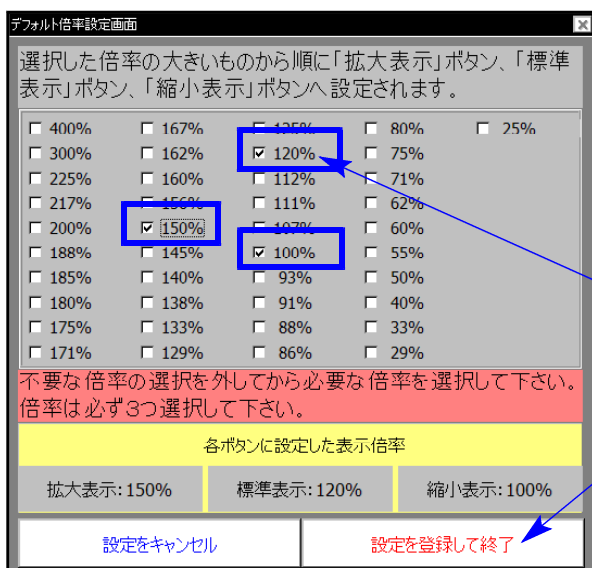 デフォルト倍率設定画面
選択した倍率の大きいものから順に「拡大表示」ボタン、「標準
表示」ボタン、「縮小表示」ボタンへ設定されます。
400% 167% 125% 80% 25%
300% 162% 120% 75%
225% 160% 112% 71%
217% 156% 111% 62%
200% 150% 107% 60%
188% 145% 100% 55%
185% 140% 93% 50%
180% 138% 91% 40%
175% 133% 88% 33%
171% 129% 86% 29%
不要な倍率の選択を外してから必要な倍率を選択して下さい。
倍率は必ず3つ選択して下さい。
各ボタンに設定した表示倍率
拡大表示:150% 標準表示:120% 縮小表示:100%
設定をキャンセル 設定を登録して終了